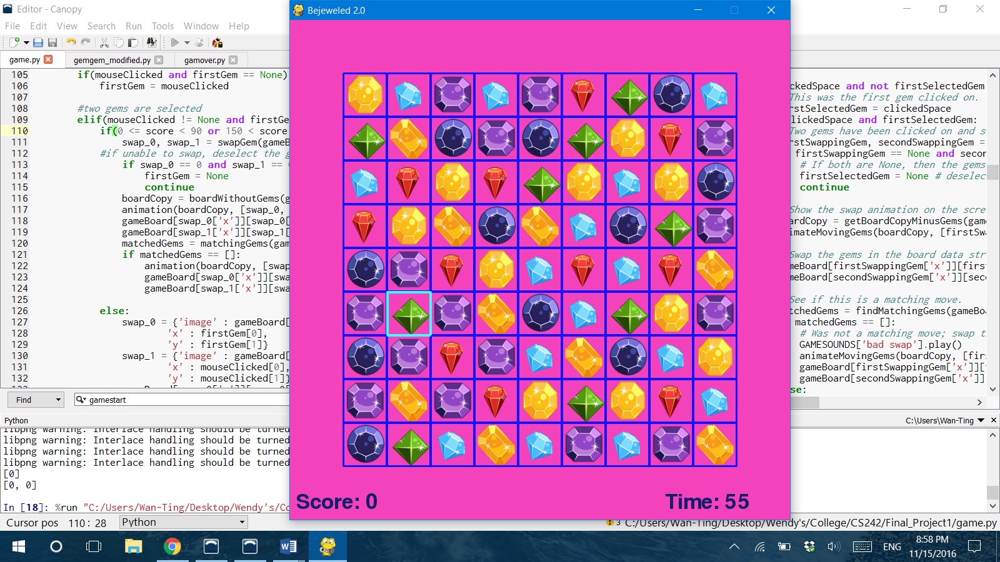 Editor - Canopy
File Edit View Search Run Tools Window Help
game.py gemgem_modified.py gamover.py
105 if(mouseClicked and firstGem == None)
106 firstGem = mouseClicked
107
108 #two gems are selected
109 elif(mouseClicked != None and firstGe
110 if(0 <= score < 90 or 150 < score
111 swap_0, swap_1 = swapGem(gameB
112 #if unable to swap, deselect the g
113 if swap_0 == 0 and swap_1 ==
114 firstGem = None
115 continue
116 boardCopy = boardWithoutGems(g
117 animation(boardCopy, [swap_0,
118 gameBoard[swap_0['x']][swap_0[
119 gameBoard[swap_1['x']][swap_1[
120 matchedGems = matchingGems(gam
121 if matchedGems == []:
122 animation(boardCopy, [swap
123 gameBoard[swap_0['x']][swa
124 gameBoard[swap_1['x']][swa
125
126 else:
127 swap_0 = {'image' : gameBoard[
128 'x' : firstGem[0],
129 'y' : firstGem[1]}
130 swap_1 = {'image' : gameBoard[
131 'x' : mouseClicked[0],
132 'y' : mouseClicked[1]}
Find gamestart
Python
libpng warning: Interlace handling should be turned
libpng warning: Interlace handling should be turned
libpng warning: Interlace handling should be turned
libpng warning: Interlace handling should be turned
[0]
[0, 0]
In [18]: %run "C:/Users/Wan-Ting/Desktop/Wendy's/Co
Cursor pos 110 : 28 Python
Bejeweled 2.0
Score: 0 Time: 55
ckedSpace and not firstSelectedGem
This was the first gem clicked on.
rstSelectedGem = clickedSpace
lickedSpace and firstSelectedGem:
Two gems have been clicked on and s
rstSwappingGem, secondSwappingGem =
firstSwappingGem == None and secon
# If both are None, then the gems
firstSelectedGem = None # deselec
continue
Show the swap animation on the scre
ardCopy = getBoardCopyMinusGems(game
imateMovingGems(boardCopy, [firstSwa
Swap the gems in the board data str
meBoard[firstSwappingGem['x']][first
meBoard[secondSwappingGem['x']][seco
See if this is a matching move.
tchedGems = findMatchingGems(gameBoa
matchedGems == []:
# Was not a matching move; swap t
GAMESOUNDS['bad swap'].play()
animateMovingGems(boardCopy, [fir
gameBoard[firstSwappingGem['x']][
gameBoard[secondSwappingGem['x']]
se:
C:\Users\Wan-Ting
3 C:/Users/Wan-Ting/Desktop/Wendy's/College/CS242/Final_Project1/game.py
ENG 8:58 PM
11/15/2016